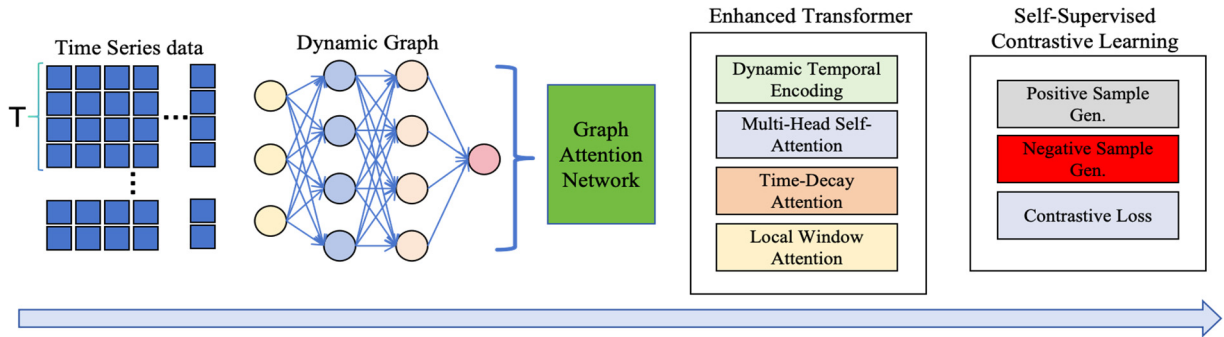 Time Series data
T
Dynamic Graph
Graph
Attention
Network
Enhanced Transformer
Dynamic Temporal
Encoding
Multi-Head Self-
Attention
Time-Decay
Attention
Local Window
Attention
Self-Supervised
Contrastive Learning
Positive Sample
Gen.
Negative Sample
Gen.
Contrastive Loss